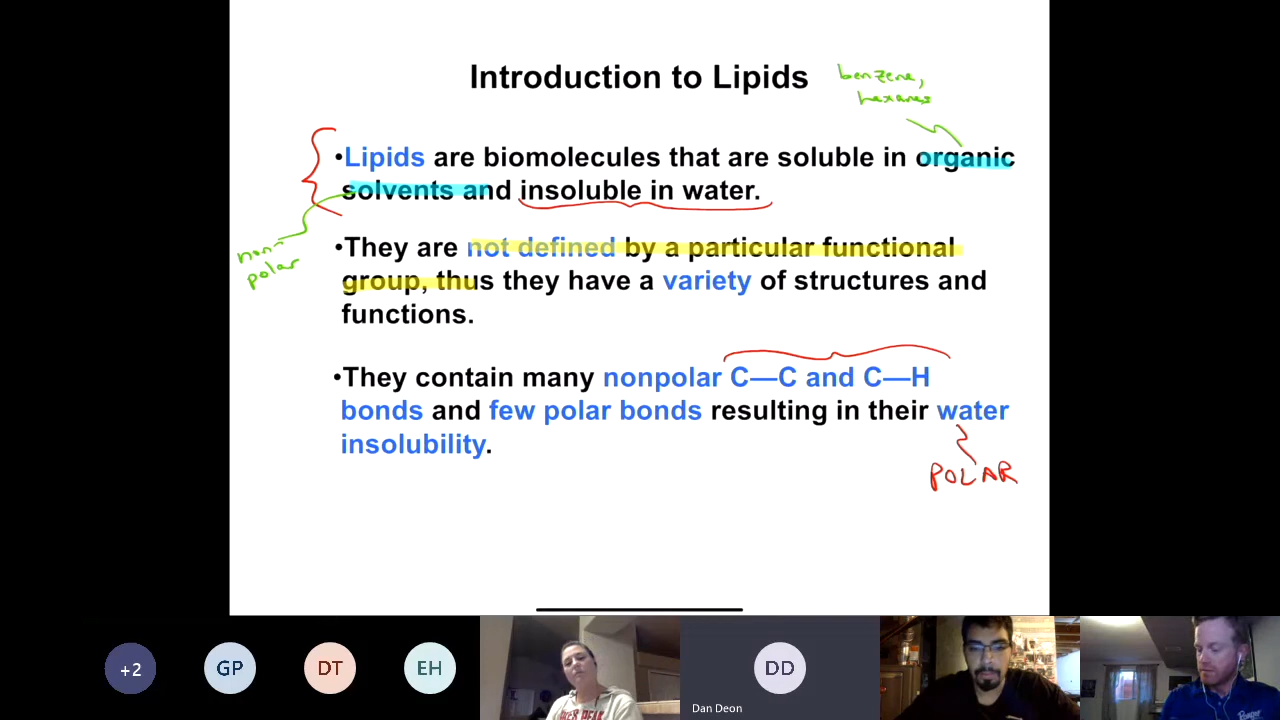 Introduction to Lipids
benzene,
hexanes
•Lipids are biomolecules that are soluble in organic
solvents and insoluble in water.
non-
polar
•They are not defined by a particular functional
group, thus they have a variety of structures and
functions.
•They contain many nonpolar C—C and C—H
bonds and few polar bonds resulting in their water
insolubility.
POLAR
+2
GP
DT
EH
DD
Dan Deon